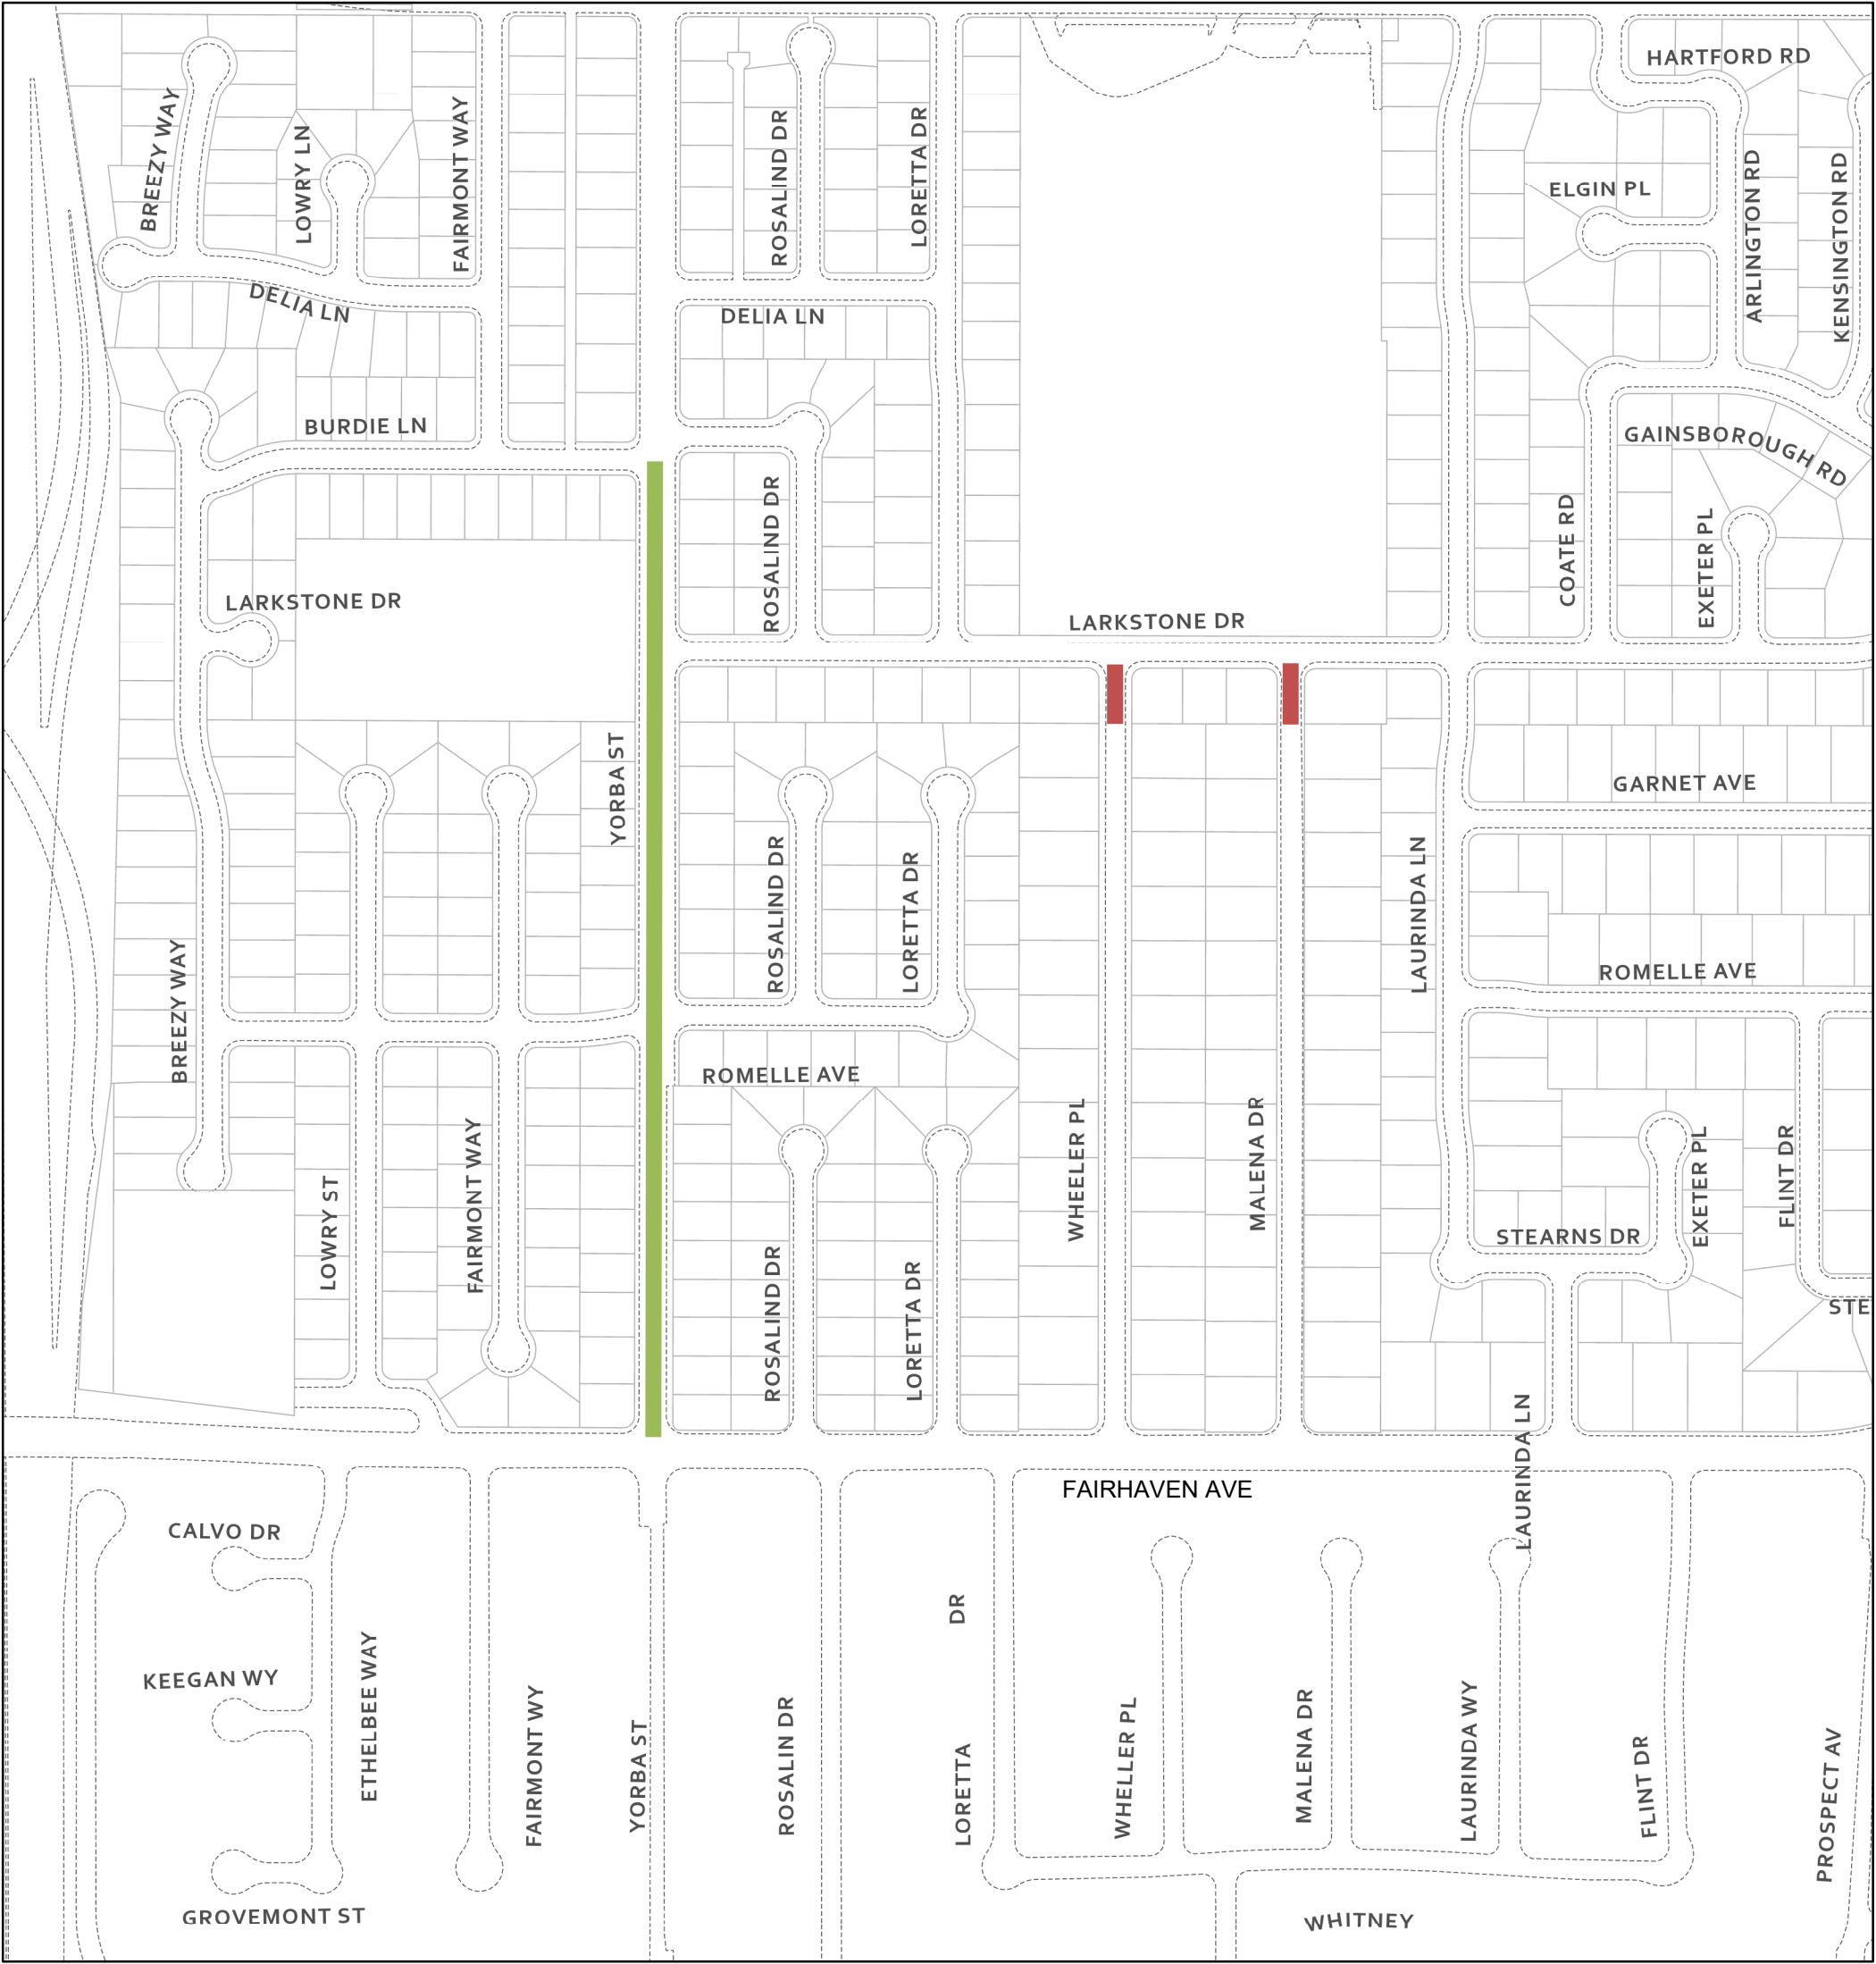 HARTFORD RD
BREEZY WAY
LOWRY LN
FAIRMONT WAY
ROSALIND DR
LORETTA DR
ELGIN PL
ARLINGTON RD
KENSINGTON RD
DELIA LN
DELIA LN
BURDIE LN
GAINSBOROUGH RD
ROSALIND DR
COATE RD
EXETER PL
LARKSTONE DR
LARKSTONE DR
YORBA ST
GARNET AVE
ROSALIND DR
LORETTA DR
LAURINDA LN
BREEZY WAY
ROMELLE AVE
ROMELLE AVE
WHEELER PL
MALENA DR
LOWRY ST
FAIRMONT WAY
EXETER PL
FLINT DR
STEARNS DR
ROSALIND DR
LORETTA DR
STE
LAURINDA LN
FAIRHAVEN AVE
CALVO DR
KEEGAN WY
ETHELBEE WAY
FAIRMONT WY
YORBA ST
ROSALIN DR
LORETTA DR
WHELLER PL
MALENA DR
LAURINDA WY
FLINT DR
PROSPECT AV
GROVEMONT ST
WHITNEY